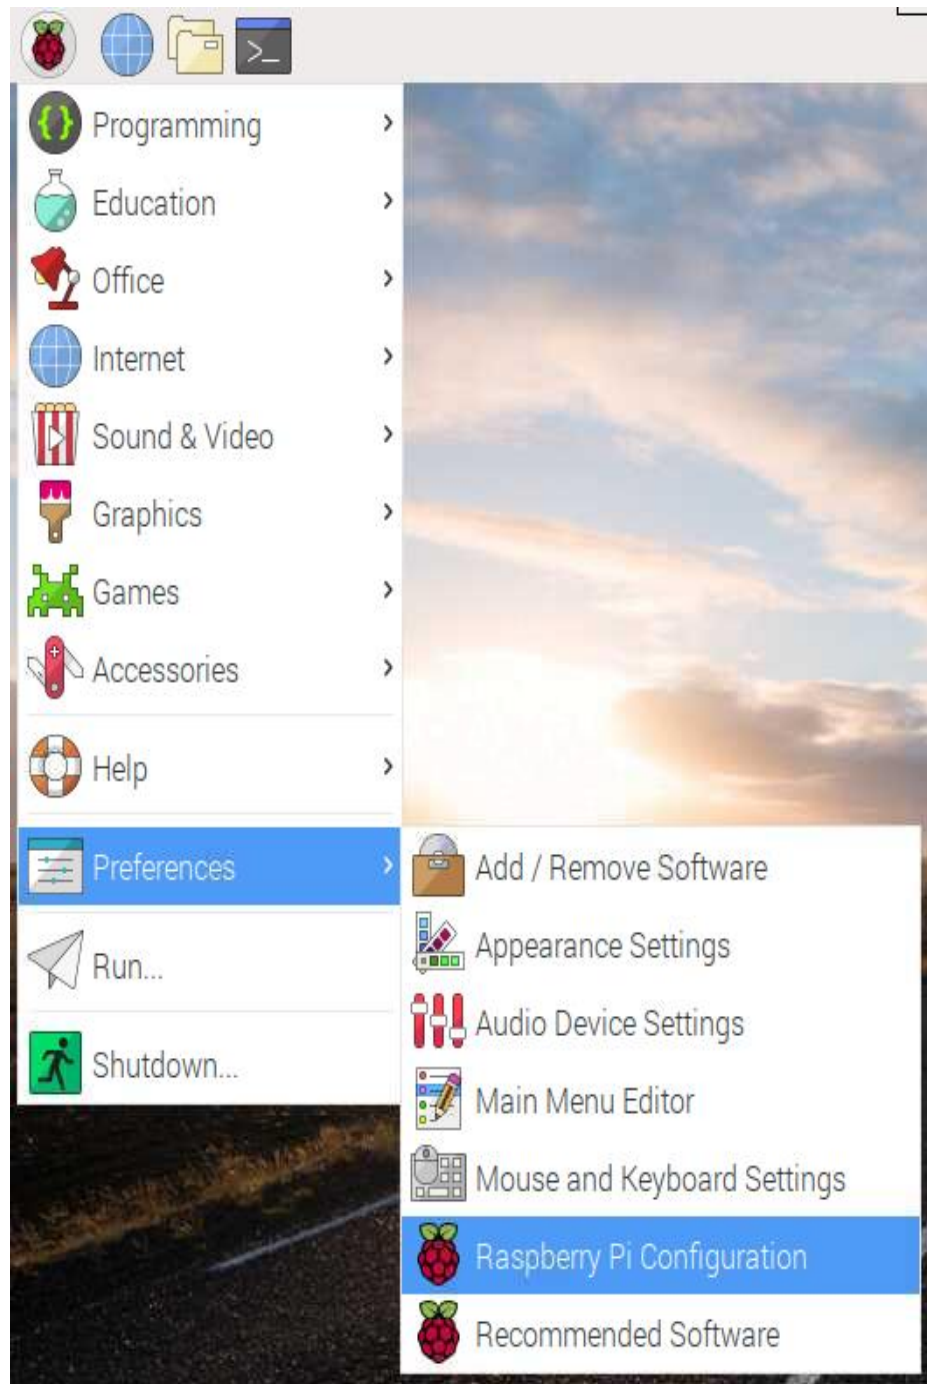 Programming
Education
Office
Internet
Sound & Video
Graphics
Games
Accessories
Help
Preferences
Run...
Shutdown...
Add / Remove Software
Appearance Settings
Audio Device Settings
Main Menu Editor
Mouse and Keyboard Settings
Raspberry Pi Configuration
Recommended Software